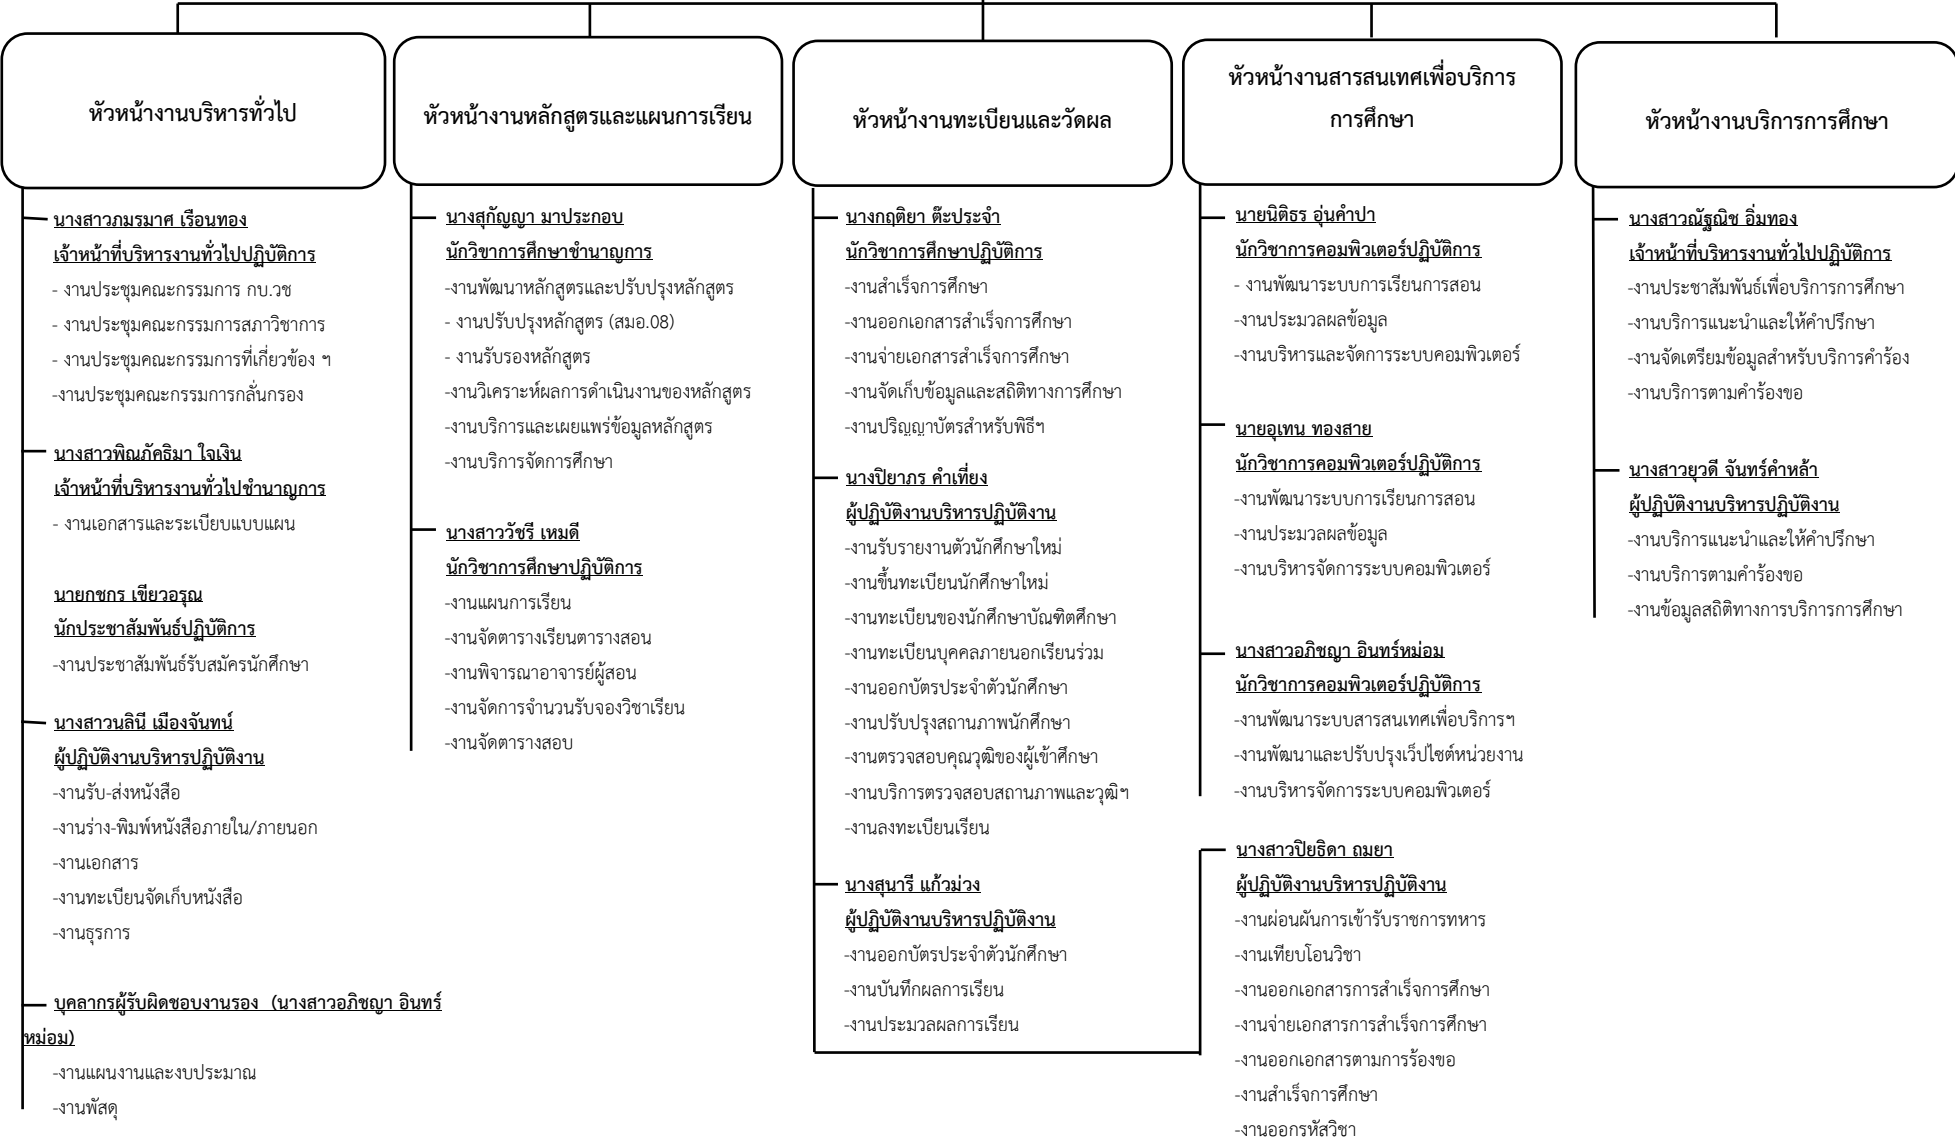 หัวหน้างานบริหารทั่วไป
นางสาวภมรมาศ เรือนทอง
เจ้าหน้าที่บริหารงานทั่วไปปฏิบัติการ
- งานประชุมคณะกรรมการ กบ.วช
- งานประชุมคณะกรรมการสภาวิชาการ
- งานประชุมคณะกรรมการที่เกี่ยวข้อง ฯ
-งานประชุมคณะกรรมการกลั่นกรอง
นางสาวพิณภัคธิมา ใจเงิน
เจ้าหน้าที่บริหารงานทั่วไปชำนาญการ
- งานเอกสารและระเบียบแบบแผน
นายกชกร เขียวอรุณ
นักประชาสัมพันธ์ปฏิบัติการ
-งานประชาสัมพันธ์รับสมัครนักศึกษา
นางสาวนลินี เมืองจันทน์
ผู้ปฏิบัติงานบริหารปฏิบัติงาน
-งานรับ-ส่งหนังสือ
-งานร่าง-พิมพ์หนังสือภายใน/ภายนอก
-งานเอกสาร
-งานทะเบียนจัดเก็บหนังสือ
-งานธุรการ
บุคลากรผู้รับผิดชอบงานรอง (นางสาวอภิชญา อินทร์
หม่อม)
-งานแผนงานและงบประมาณ
-งานพัสดุ
หัวหน้างานหลักสูตรและแผนการเรียน
นางสุกัญญา มาประกอบ
นักวิขาการศึกษาชำนาญการ
-งานพัฒนาหลักสูตรและปรับปรุงหลักสูตร
- งานปรับปรุงหลักสูตร (สมอ.08)
- งานรับรองหลักสูตร
-งานวิเคราะห์ผลการดำเนินงานของหลักสูตร
-งานบริการและเผยแพร่ข้อมูลหลักสูตร
-งานบริการจัดการศึกษา
นางสาววัชรี เหมดี
นักวิชาการศึกษาปฏิบัติการ
-งานแผนการเรียน
-งานจัดตารางเรียนตารางสอน
-งานพิจารณาอาจารย์ผู้สอน
-งานจัดการจำนวนรับจองวิชาเรียน
-งานจัดตารางสอบ
หัวหน้างานทะเบียนและวัดผล
นางกฤติยา ต๊ะประจำ
นักวิชาการศึกษาปฏิบัติการ
-งานสำเร็จการศึกษา
-งานออกเอกสารสำเร็จการศึกษา
-งานจ่ายเอกสารสำเร็จการศึกษา
-งานจัดเก็บข้อมูลและสถิติทางการศึกษา
-งานปริญญาบัตรสำหรับพิธีฯ
นางปิยาภร คำเที่ยง
ผู้ปฏิบัติงานบริหารปฏิบัติงาน
-งานรับรายงานตัวนักศึกษาใหม่
-งานขึ้นทะเบียนนักศึกษาใหม่
-งานทะเบียนของนักศึกษาบัณฑิตศึกษา
-งานทะเบียนบุคคลภายนอกเรียนร่วม
-งานออกบัตรประจำตัวนักศึกษา
-งานปรับปรุงสถานภาพนักศึกษา
-งานตรวจสอบคุณวุฒิของผู้เข้าศึกษา
-งานบริการตรวจสอบสถานภาพและวุฒิฯ
-งานลงทะเบียนเรียน
นางสุนารี แก้วม่วง
ผู้ปฏิบัติงานบริหารปฏิบัติงาน
-งานออกบัตรประจำตัวนักศึกษา
-งานบันทึกผลการเรียน
-งานประมวลผลการเรียน
หัวหน้างานสารสนเทศเพื่อบริการ
การศึกษา
นายนิติธร อุ่นคำปา
นักวิชาการคอมพิวเตอร์ปฏิบัติการ
- งานพัฒนาระบบการเรียนการสอน
-งานประมวลผลข้อมูล
-งานบริหารและจัดการระบบคอมพิวเตอร์
นายอุเทน ทองสาย
นักวิชาการคอมพิวเตอร์ปฏิบัติการ
-งานพัฒนาระบบการเรียนการสอน
-งานประมวลผลข้อมูล
-งานบริหารจัดการระบบคอมพิวเตอร์
นางสาวอภิชญา อินทร์หม่อม
นักวิชาการคอมพิวเตอร์ปฏิบัติการ
-งานพัฒนาระบบสารสนเทศเพื่อบริการฯ
-งานพัฒนาและปรับปรุงเว็ปไซต์หน่วยงาน
-งานบริหารจัดการระบบคอมพิวเตอร์
นางสาวปิยธิดา ถมยา
ผู้ปฏิบัติงานบริหารปฏิบัติงาน
-งานผ่อนผันการเข้ารับราชการทหาร
-งานเทียบโอนวิชา
-งานออกเอกสารการสำเร็จการศึกษา
-งานจ่ายเอกสารการสำเร็จการศึกษา
-งานออกเอกสารตามการร้องขอ
-งานสำเร็จการศึกษา
-งานออกรหัสวิชา
หัวหน้างานบริการการศึกษา
นางสาวณัฐณิช อิ่มทอง
เจ้าหน้าที่บริหารงานทั่วไปปฏิบัติการ
-งานประชาสัมพันธ์เพื่อบริการการศึกษา
-งานบริการแนะนำและให้คำปรึกษา
-งานจัดเตรียมข้อมูลสำหรับบริการคำร้อง
-งานบริการตามคำร้องขอ
นางสาวยุวดี จันทร์คำหล้า
ผู้ปฏิบัติงานบริหารปฏิบัติงาน
-งานบริการแนะนำและให้คำปรึกษา
-งานบริการตามคำร้องขอ
-งานข้อมูลสถิติทางการบริการการศึกษา